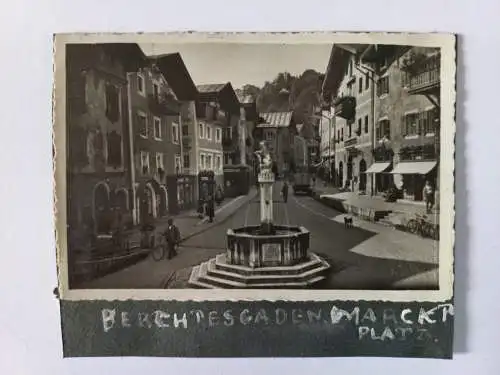 BERCHTESGADEN. MARCKT
PLATZ.